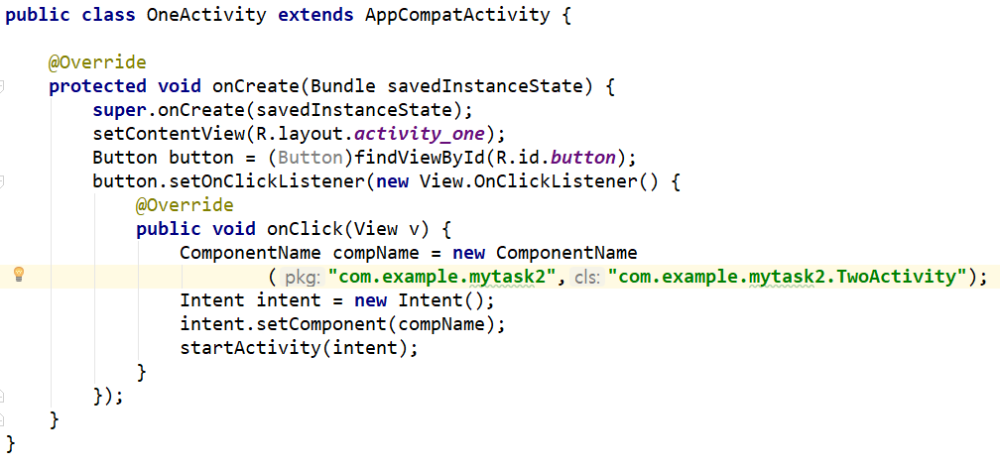 public class OneActivity extends AppCompatActivity {
@Override
protected void onCreate(Bundle savedInstanceState) {
super.onCreate(savedInstanceState);
setContentView(R.layout.activity_one);
Button button = (Button)findViewById(R.id.button);
button.setOnClickListener(new View.OnClickListener() {
@Override
public void onClick(View v) {
ComponentName compName = new ComponentName
( pkg: "com.example.mytask2", cls: "com.example.mytask2.TwoActivity");
Intent intent = new Intent();
intent.setComponent(compName);
startActivity(intent);
}
});
}
}